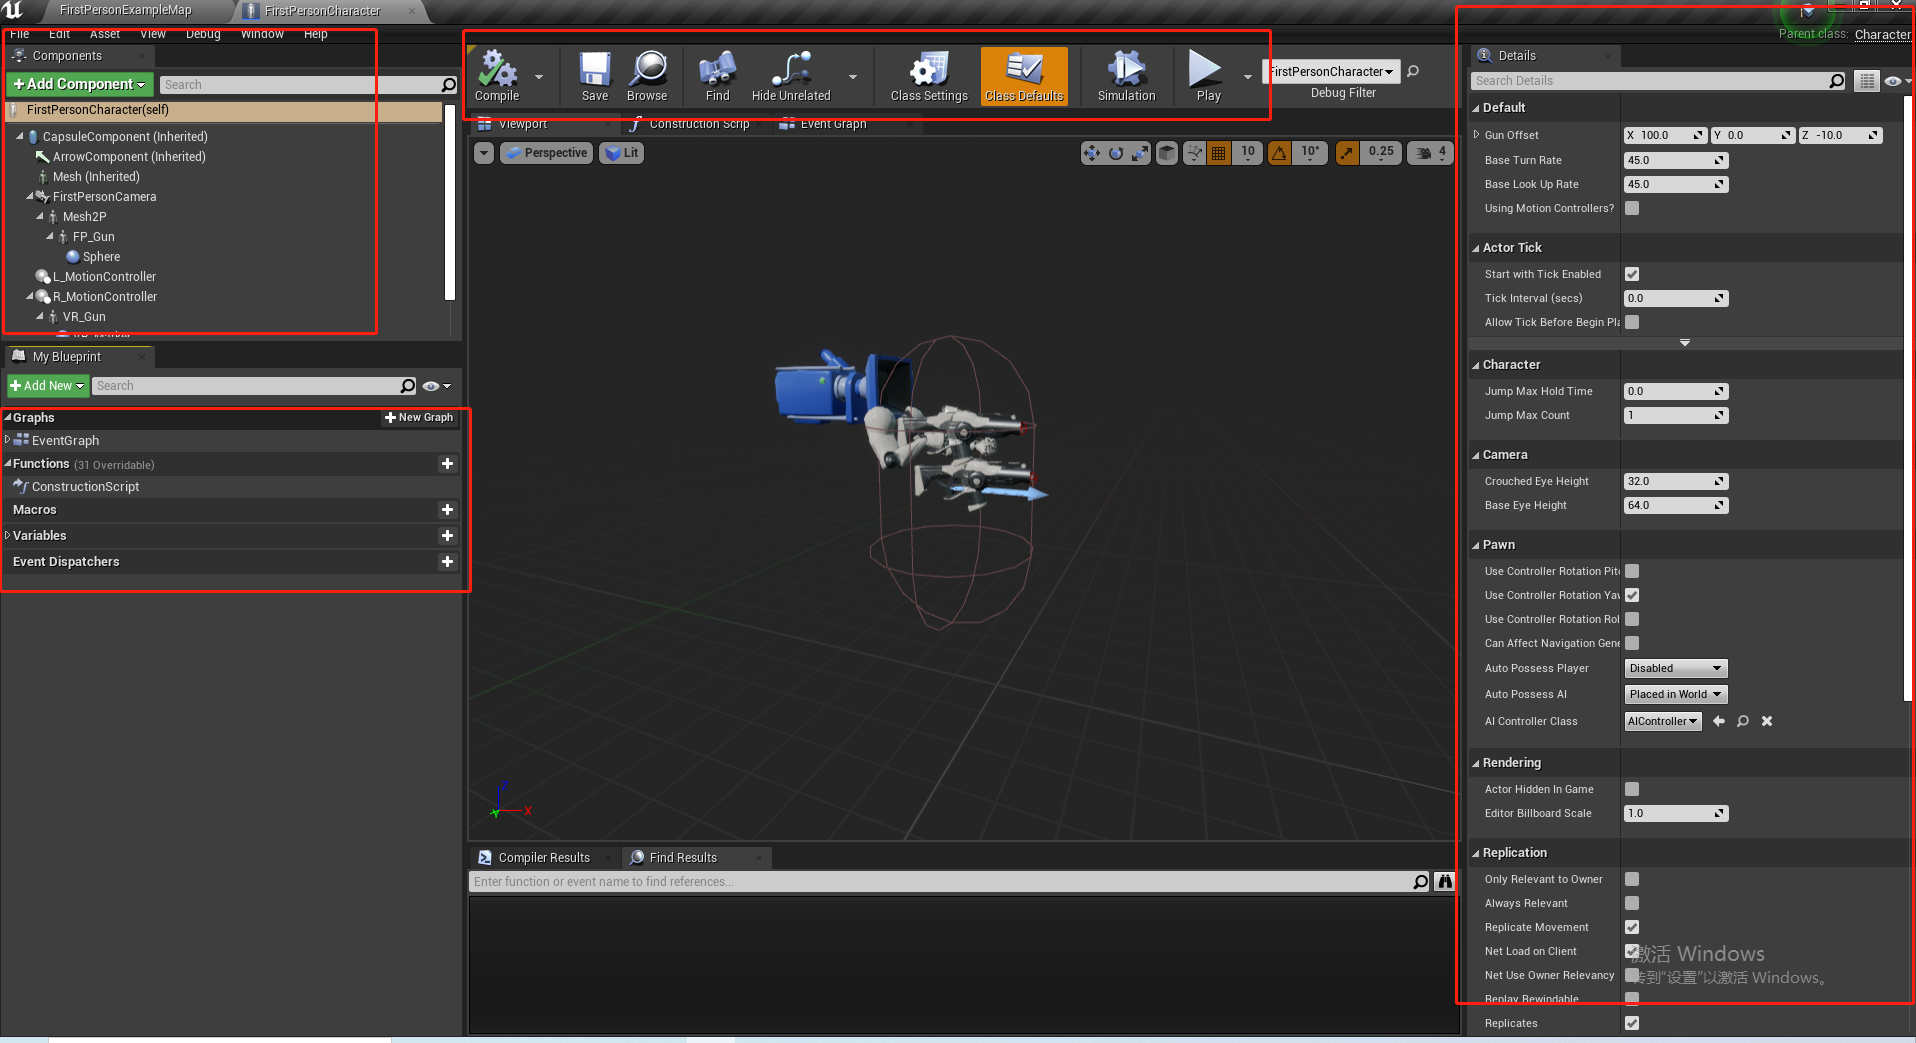 FirstPersonExampleMap
FirstPersonCharacter
File Edit Asset View Debug Window Help
Parent class: Character
Components
+Add Component
Search
FirstPersonCharacter(self)
CapsuleComponent (Inherited)
ArrowComponent (Inherited)
Mesh (Inherited)
FirstPersonCamera
Mesh2P
FP_Gun
Sphere
L_MotionController
R_MotionController
VR_Gun
My Blueprint
+Add New
Search
Graphs
+New Graph
EventGraph
Functions (31 Overridable)
ConstructionScript
Macros
Variables
Event Dispatchers
Compile
Save
Browse
Find
Hide Unrelated
Class Settings
Class Defaults
Simulation
Play
FirstPersonCharacter
Debug Filter
Viewport
Construction Scrip
Event Graph
Perspective
Lit
10
10°
0.25
4
X
Compiler Results
Find Results
Enter function or event name to find references...
Details
Search Details
Default
Gun Offset X 100.0 Y 0.0 Z -10.0
Base Turn Rate 45.0
Base Look Up Rate 45.0
Using Motion Controllers?
Actor Tick
Start with Tick Enabled
Tick Interval (secs) 0.0
Allow Tick Before Begin Pla
Character
Jump Max Hold Time 0.0
Jump Max Count 1
Camera
Crouched Eye Height 32.0
Base Eye Height 64.0
Pawn
Use Controller Rotation Pit
Use Controller Rotation Yaw
Use Controller Rotation Rol
Can Affect Navigation Gene
Auto Possess Player Disabled
Auto Possess AI Placed in World
AI Controller Class AIController
Rendering
Actor Hidden In Game
Editor Billboard Scale 1.0
Replication
Only Relevant to Owner
Always Relevant
Replicate Movement
Net Load on Client
Net Use Owner Relevancy
Replay Rewindable
Replicates
激活 Windows
转到"设置"以激活 Windows。